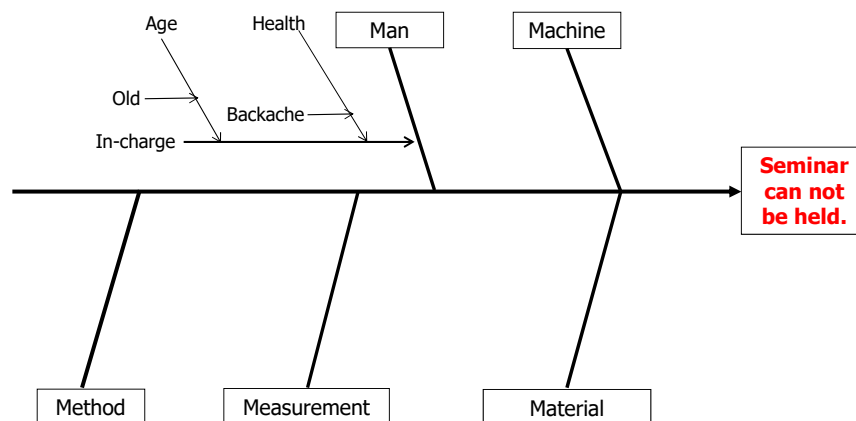 Age
Health
Man
Machine
Old
Backache
In-charge
Seminar
can not
be held.
Method
Measurement
Material